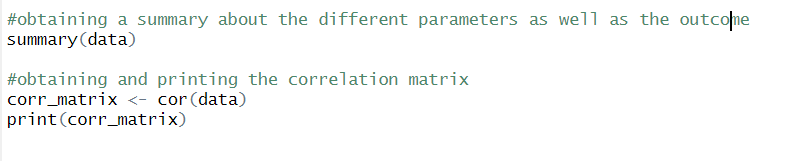 #obtaining a summary about the different parameters as well as the outcome
summary(data)
#obtaining and printing the correlation matrix
corr_matrix <- cor(data)
print(corr_matrix)